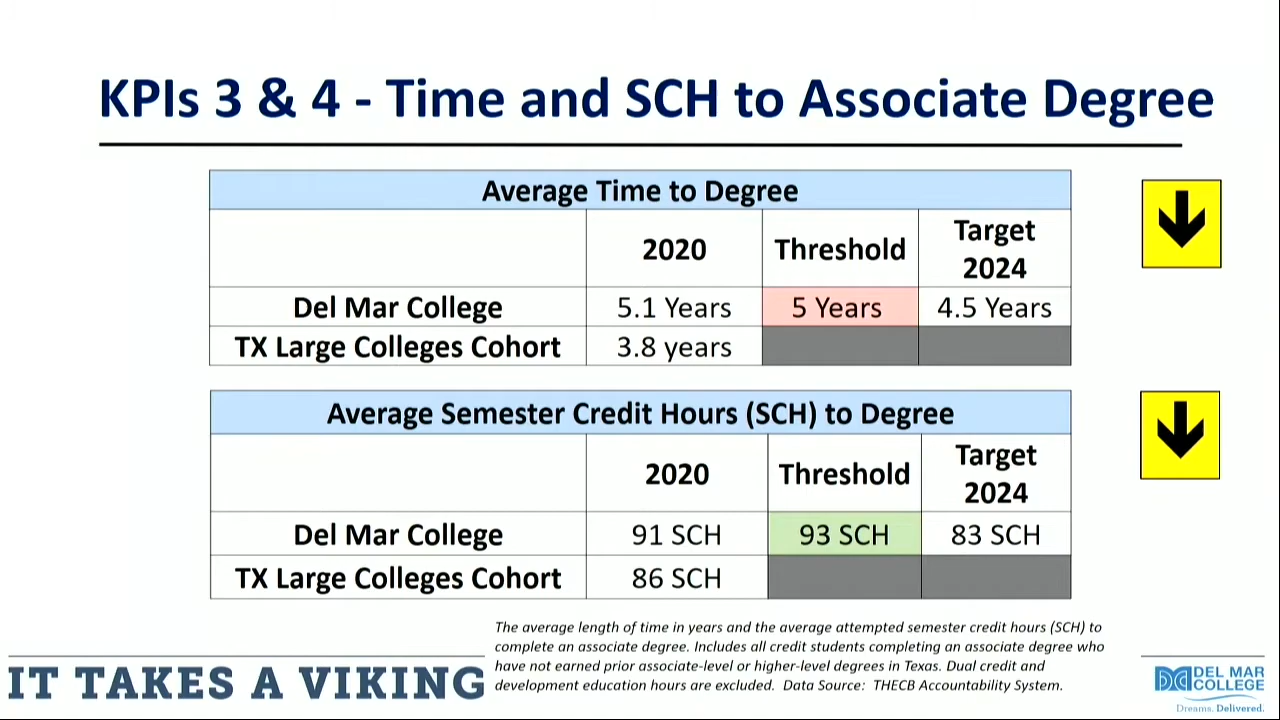 KPIs 3 & 4 - Time and SCH to Associate Degree
Average Time to Degree
2020 Threshold Target 2024
Del Mar College 5.1 Years 5 Years 4.5 Years
TX Large Colleges Cohort 3.8 years
Average Semester Credit Hours (SCH) to Degree
2020 Threshold Target 2024
Del Mar College 91 SCH 93 SCH 83 SCH
TX Large Colleges Cohort 86 SCH
The average length of time in years and the average attempted semester credit hours (SCH) to
complete an associate degree. Includes all credit students completing an associate degree who
have not earned prior associate-level or higher-level degrees in Texas. Dual credit and
development education hours are excluded. Data Source: THECB Accountability System.
IT TAKES A VIKING
DEL MAR
COLLEGE
Dreams. Delivered.